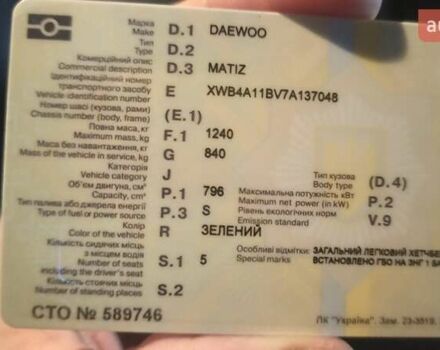 Марка
Make D.1 DAEWOO
Тип
Type D.2
Комерційний опис
Commercial description D.3 MATIZ
Ідентифікаційний номер
транспортного засобу
Vehicle identification number E XWB4A11BV7A137048
Номер шасі (кузова, рами)
Chassis number (body, frame) (E.1)
Повна маса, кг
Maximum mass, kg F.1 1240
Маса без навантаження, кг
Mass of the vehicle in service, kg G 840
Категорія
Vehicle category J
Тип кузова
Body type (D.4)
Об'єм двигуна, см³
Capacity, cm³ P.1 796
Максимальна потужність кВт
Maximum net power (in kW) P.2
Тип палива або джерела енергії
Type of fuel or power source P.3 S
Рівень екологічних норм
Emission standard V.9
Колір
Color of the vehicle R ЗЕЛЕНИЙ
Кількість сидячих місць
з місцем водія
Number of seats
including the driver's seat S.1 5
Особливі відмітки:
Special marks
ЗАГАЛЬНИЙ ЛЕГКОВИЙ ХЕТЧБЕ
ВСТАНОВЛЕНО ГБО НА ЗНГ 1
Кількість стоячих місць
Number of standing places S.2
СТО № 589746
ПК "Україна". Зам. 23-3519.